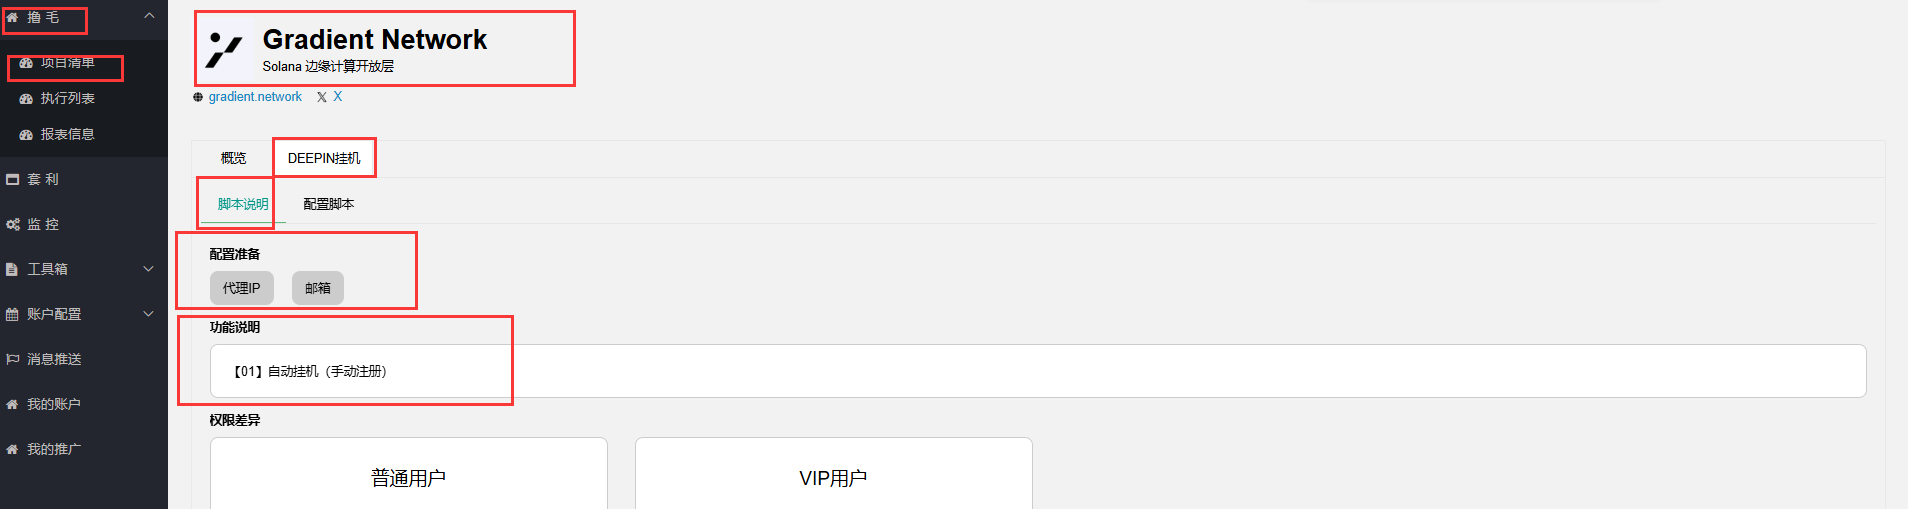 撸 毛
项目清单
执行列表
报表信息
套 利
监 控
工具箱
账户配置
消息推送
我的账户
我的推广
Gradient Network
Solana 边缘计算开放层
gradient.network X
概览 DEEPIN挂机
脚本说明 配置脚本
配置准备
代理IP 邮箱
功能说明
【01】自动挂机（手动注册）
权限差异
普通用户 VIP用户